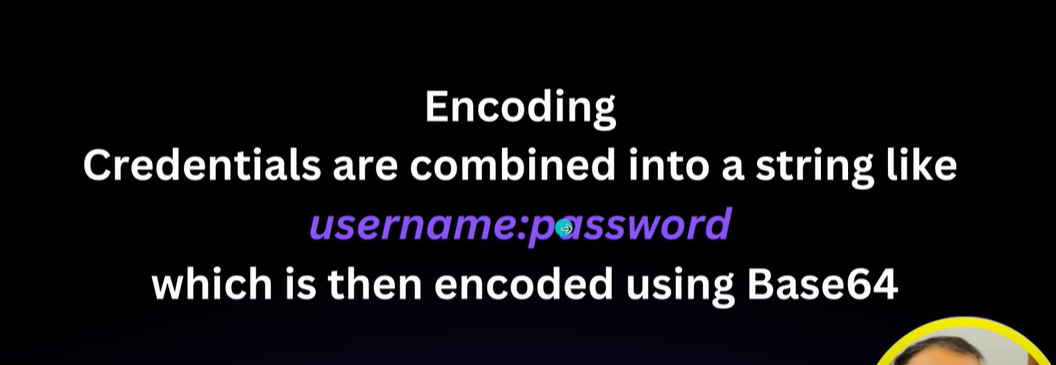 Encoding
Credentials are combined into a string like
username:password
which is then encoded using Base64